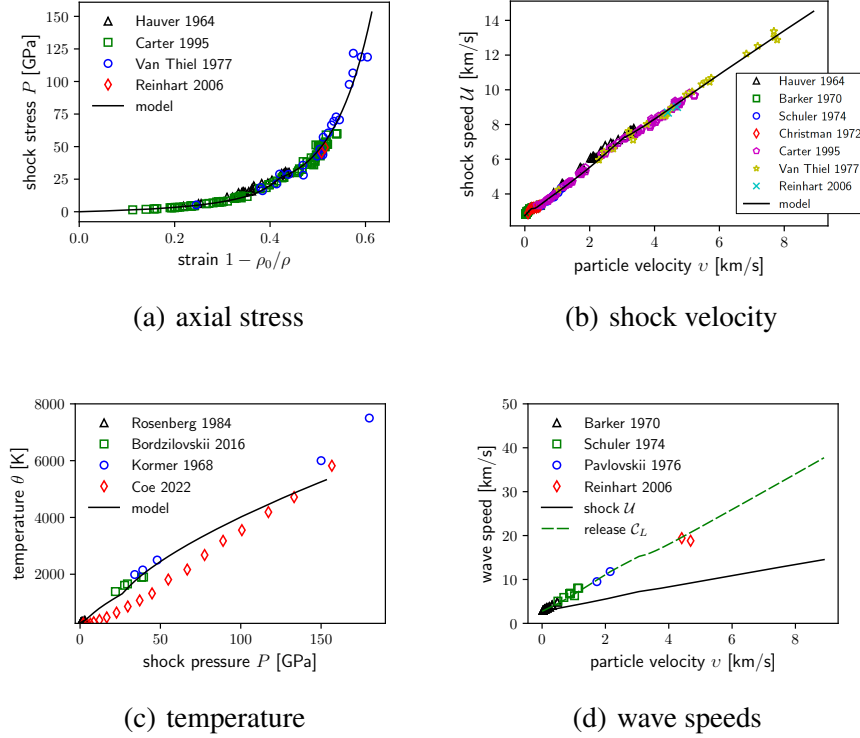 150
125
100
75
50
25
0
0.0 0.2 0.4 0.6
shock stress P [GPa]
strain 1 − ρ₀/ρ
Hauver 1964
Carter 1995
Van Thiel 1977
Reinhart 2006
model
(a) axial stress
14
12
10
8
6
4
0 2 4 6 8
shock speed 𝒰 [km/s]
particle velocity v [km/s]
Hauver 1964
Barker 1970
Schuler 1974
Christman 1972
Carter 1995
Van Thiel 1977
Reinhart 2006
model
(b) shock velocity
8000
6000
4000
2000
0 50 100 150
temperature θ [K]
shock pressure P [GPa]
Rosenberg 1984
Bordzilovskii 2016
Kormer 1968
Coe 2022
model
(c) temperature
50
40
30
20
10
0
0 2 4 6 8
wave speed [km/s]
particle velocity v [km/s]
Barker 1970
Schuler 1974
Pavlovskii 1976
Reinhart 2006
shock 𝒰
release 𝒞_L
(d) wave speeds